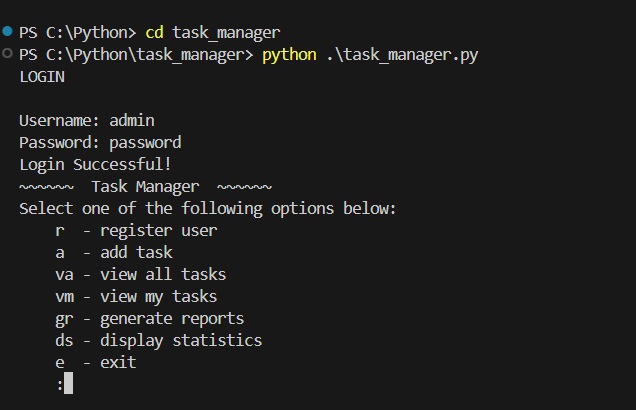 PS C:\Python> cd task_manager
PS C:\Python\task_manager> python .\task_manager.py
LOGIN
Username: admin
Password: password
Login Successful!
~~~~~~ Task Manager ~~~~~~
Select one of the following options below:
r - register user
a - add task
va - view all tasks
vm - view my tasks
gr - generate reports
ds - display statistics
e - exit
: